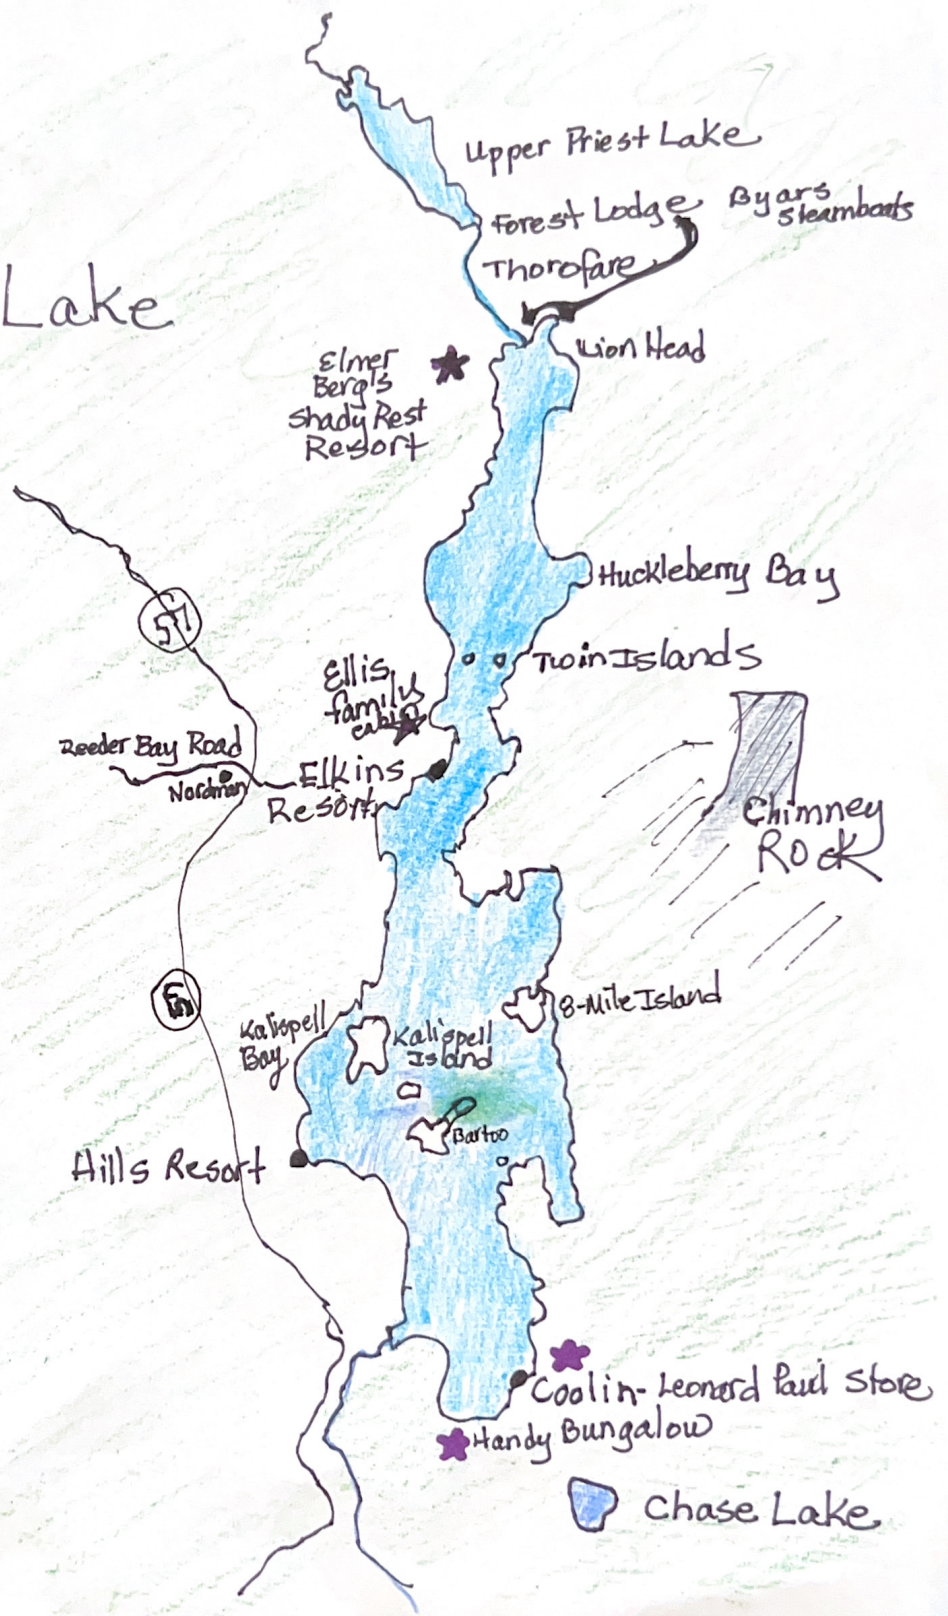 Upper Priest Lake
Forest Lodge
Byars
Steamboats
Thorofare
Lake
Lion Head
Elmer
Berg's
Shady Rest
Resort
Huckleberry Bay
57
Twin Islands
Ellis
family
cabin
Reeder Bay Road
Nordman
Elkins
Resort
Chimney
Rock
8-Mile Island
Kalispell
Bay
Kalispell
Island
Bartoo
Hills Resort
Coolin- Leonard Paul Store
Handy Bungalow
Chase Lake